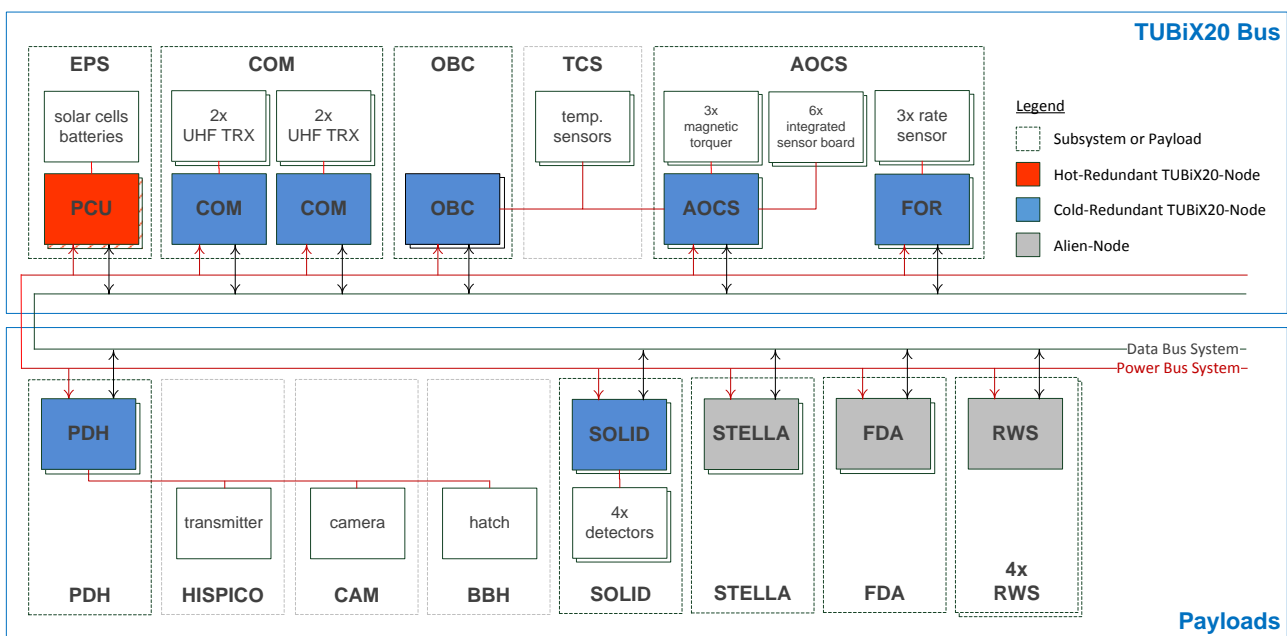 TUBiX20 Bus
EPS
COM
OBC
TCS
AOCS
solar cells
batteries
2x
UHF TRX
2x
UHF TRX
temp.
sensors
3x
magnetic
torquer
6x
integrated
sensor board
3x rate
sensor
PCU
COM
COM
OBC
AOCS
FOR
Legend
Subsystem or Payload
Hot-Redundant TUBiX20-Node
Cold-Redundant TUBiX20-Node
Alien-Node
Data Bus System
Power Bus System
PDH
SOLID
STELLA
FDA
RWS
transmitter
camera
hatch
4x
detectors
PDH
HISPICO
CAM
BBH
SOLID
STELLA
FDA
4x
RWS
Payloads